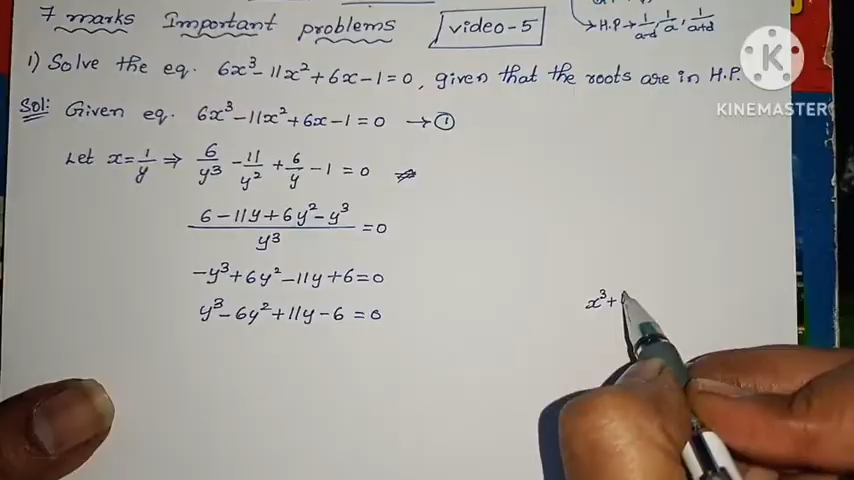 7 marks Important problems video-5
→ H.P → 1/a-d, 1/a, 1/a+d
1) Solve the eq. 6x³-11x²+6x-1=0, given that the roots are in H.P.
KINEMASTER
Sol: Given eq. 6x³-11x²+6x-1=0 → ①
Let x=1/y ⇒ 6/y³ - 11/y² + 6/y - 1 = 0
6-11y+6y²-y³/y³ = 0
-y³+6y²-11y+6=0
x³+
y³-6y²+11y-6=0